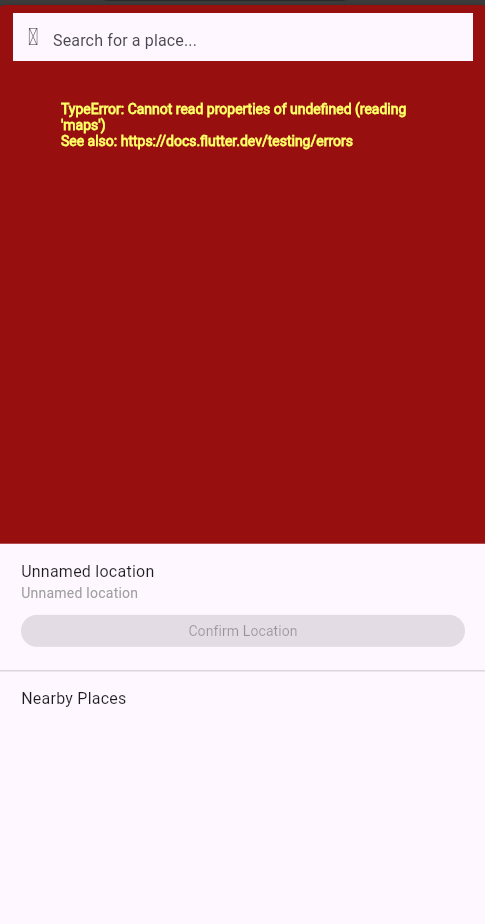 Search for a place...
TypeError: Cannot read properties of undefined (reading
'maps')
See also: https://docs.flutter.dev/testing/errors
Unnamed location
Unnamed location
Confirm Location
Nearby Places